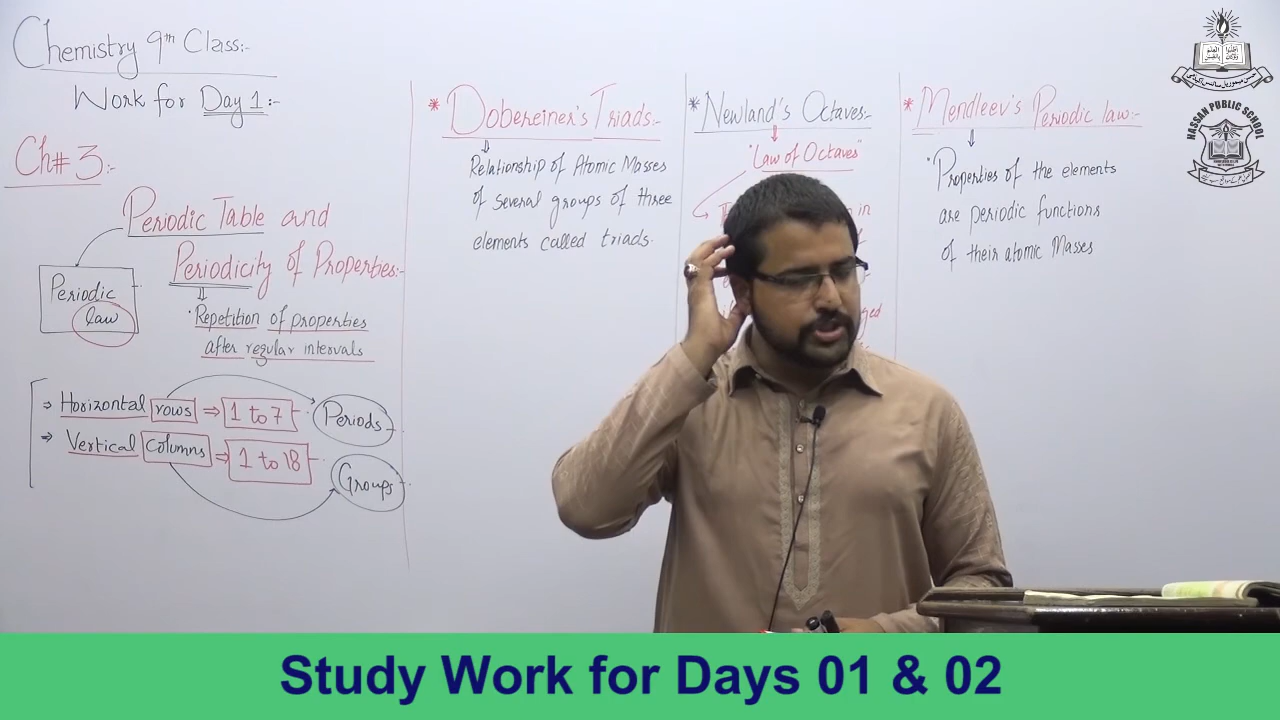 Chemistry 9th Class:-
Work for Day 1:-
Ch# 3:-
Periodic Table and
Periodicity of Properties:-
Periodic
law
Repetition of properties
after regular intervals
⇒ Horizontal rows ⇒ 1 to 7
Periods
⇒ Vertical columns ⇒ 1 to 18
Groups
* Dobereiner's Triads:-
Relationship of Atomic Masses
of several groups of three
elements called triads.
* Newland's Octaves:-
"Law of Octaves"
in
ged
* Mendleev's Periodic law:-
"Properties of the elements
are periodic functions
of their atomic Masses
HASSAN PUBLIC SCHOOL
Study Work for Days 01 & 02